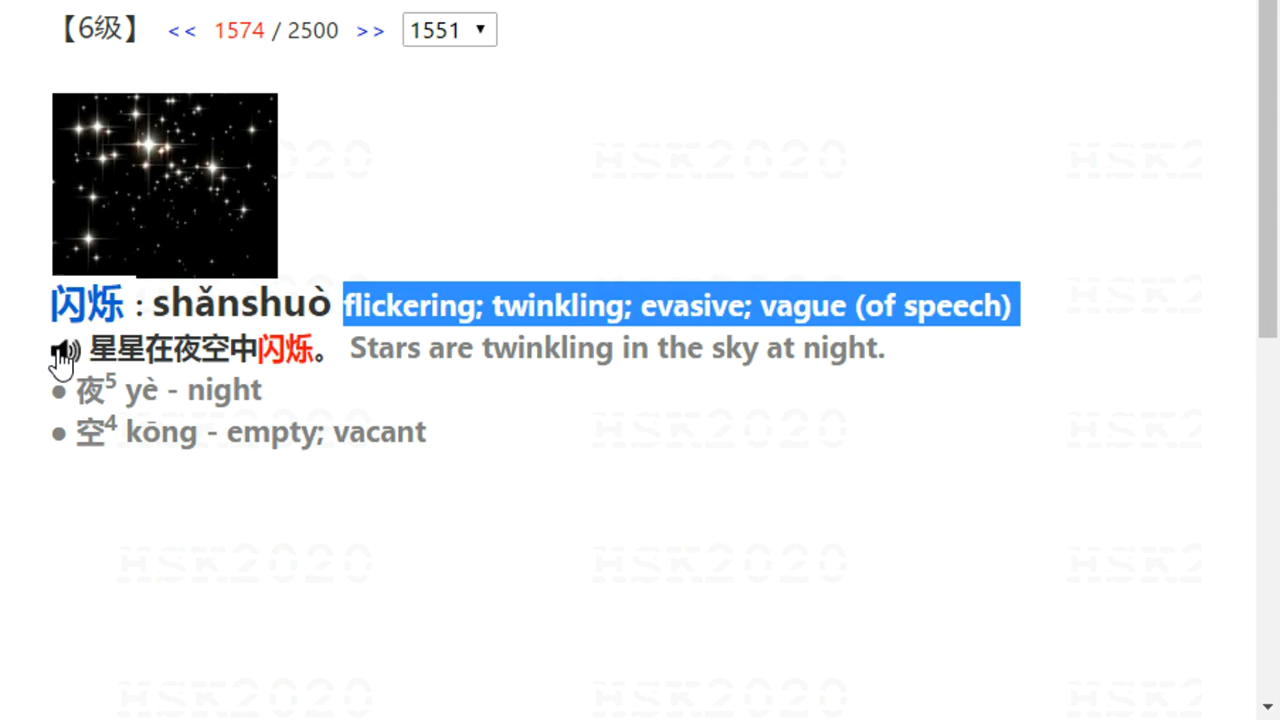 【6级】 << 1574 / 2500 >> 1551
闪烁 : shǎnshuò flickering; twinkling; evasive; vague (of speech)
星星在夜空中闪烁。 Stars are twinkling in the sky at night.
● 夜5 yè - night
● 空4 kōng - empty; vacant
HSK2020